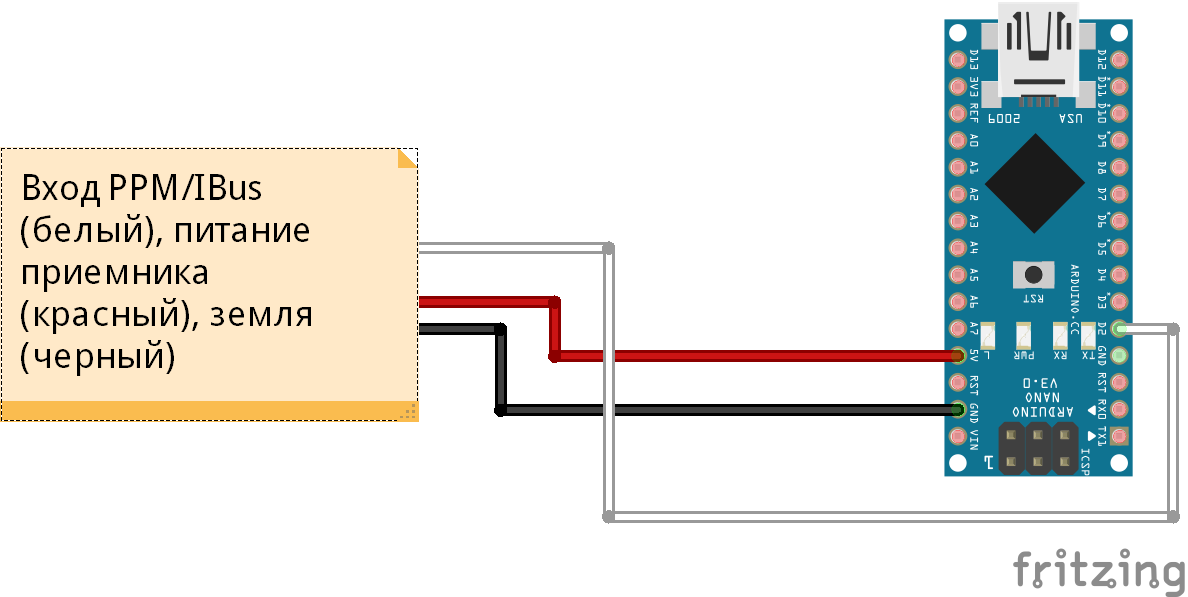 Вход PPM/IBus
(белый), питание
приемника
(красный), земля
(черный)
D13
3V3
REF
A0
A1
A2
A3
A4
A5
A6
A7
5V
RST
GND
VIN
D12
D11
D10
D9
D8
D7
D6
D5
D4
D3
D2
GND
RST
RX0
TX1
USA
2009
RST
ARDUINO.CC
L
PWR
RX
TX
V3.0
NANO
ARDUINO
1
ICSP
fritzing